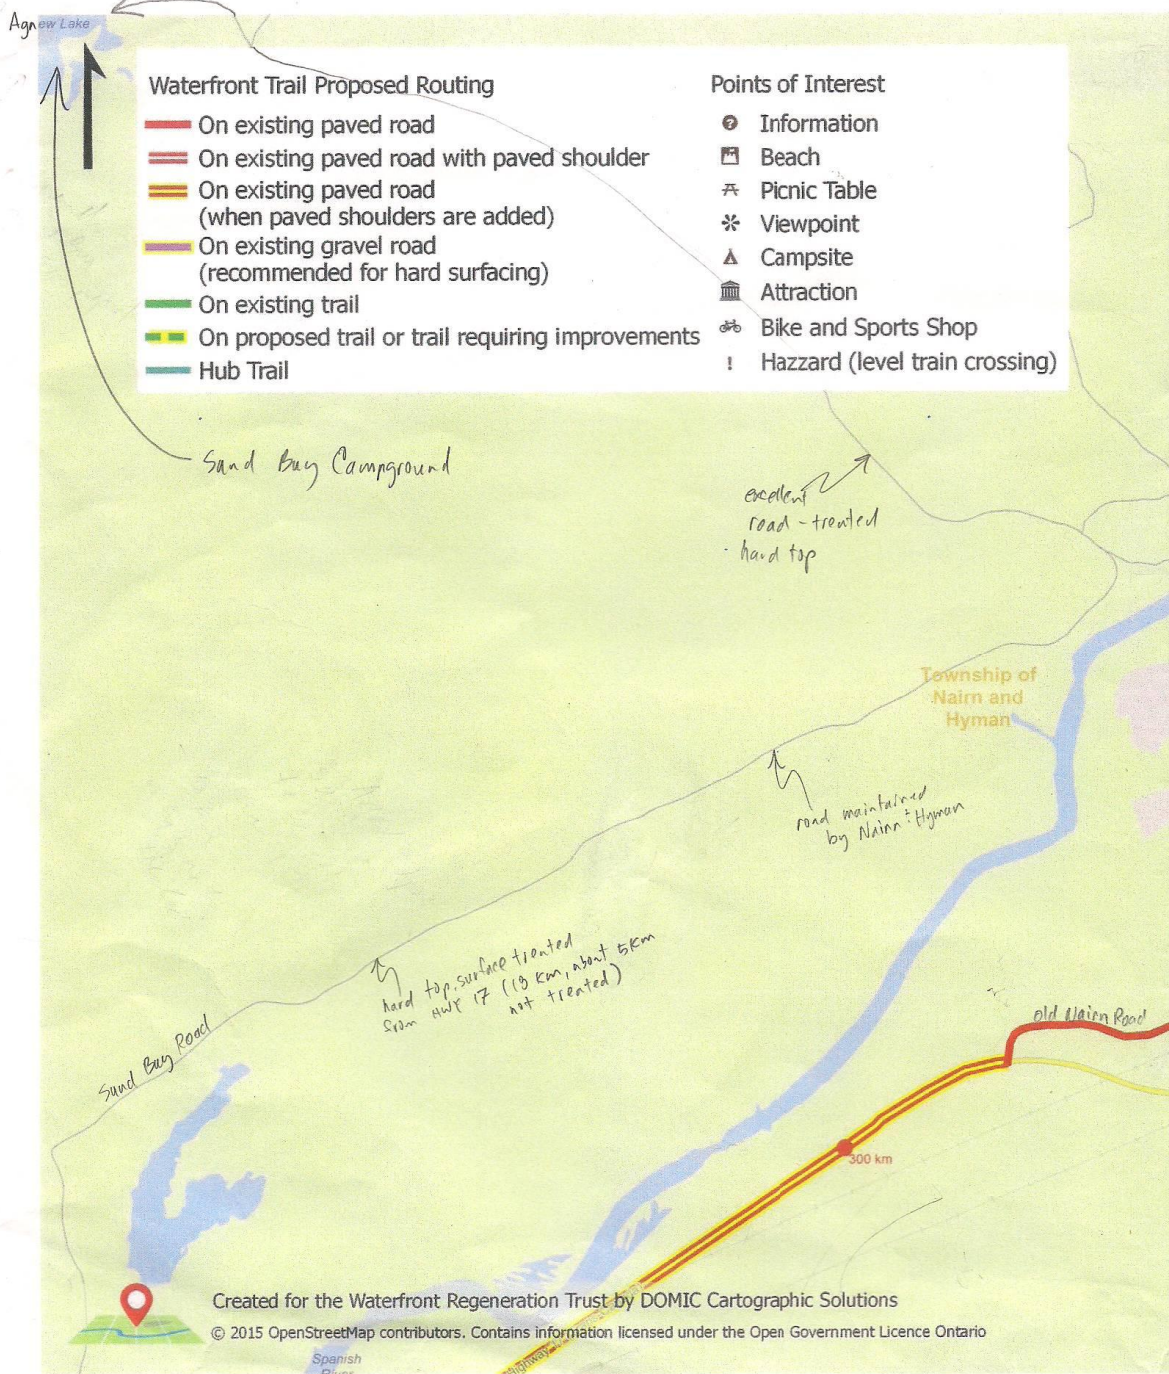 Agnew Lake
Waterfront Trail Proposed Routing
On existing paved road
On existing paved road with paved shoulder
On existing paved road
(when paved shoulders are added)
On existing gravel road
(recommended for hard surfacing)
On existing trail
On proposed trail or trail requiring improvements
Hub Trail
Points of Interest
Information
Beach
Picnic Table
Viewpoint
Campsite
Attraction
Bike and Sports Shop
! Hazzard (level train crossing)
Sand Bay Campground
excellent
road - treated
hard top
Township of
Nairn and
Hyman
road maintained
by Nairn & Hyman
hard top, surface treated
from HWY 17 (13 km, about 5km
not treated)
Sand Bay Road
old Nairn Road
300 km
Highway
Created for the Waterfront Regeneration Trust by DOMIC Cartographic Solutions
© 2015 OpenStreetMap contributors. Contains information licensed under the Open Government Licence Ontario
Spanish
River